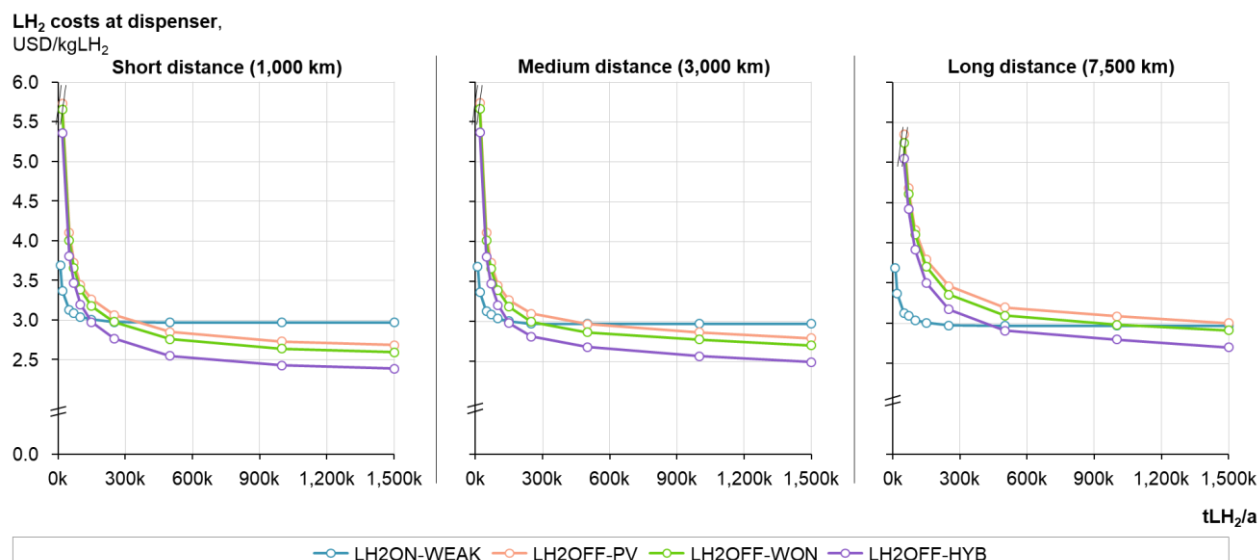 LH₂ costs at dispenser,
USD/kgLH₂
Short distance (1,000 km)
Medium distance (3,000 km)
Long distance (7,500 km)
6.0
5.5
5.0
4.5
4.0
3.5
3.0
2.5
0.0
0k 300k 600k 900k 1,200k 1,500k
0k 300k 600k 900k 1,200k 1,500k
0k 300k 600k 900k 1,200k 1,500k
tLH₂/a
LH2ON-WEAK LH2OFF-PV LH2OFF-WON LH2OFF-HYB